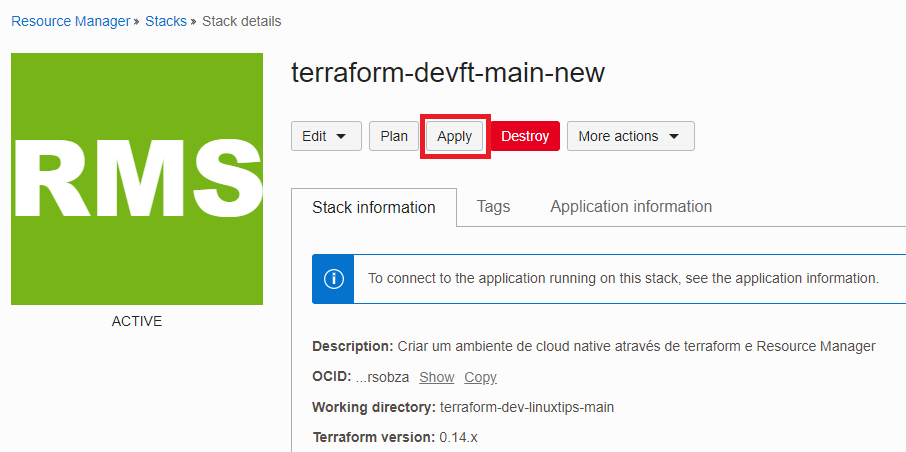 Resource Manager » Stacks » Stack details
RMS
ACTIVE
terraform-devft-main-new
Edit Plan Apply Destroy More actions
Stack information Tags Application information
To connect to the application running on this stack, see the application information.
Description: Criar um ambiente de cloud native através de terraform e Resource Manager
OCID: ...rsobza Show Copy
Working directory: terraform-dev-linuxtips-main
Terraform version: 0.14.x